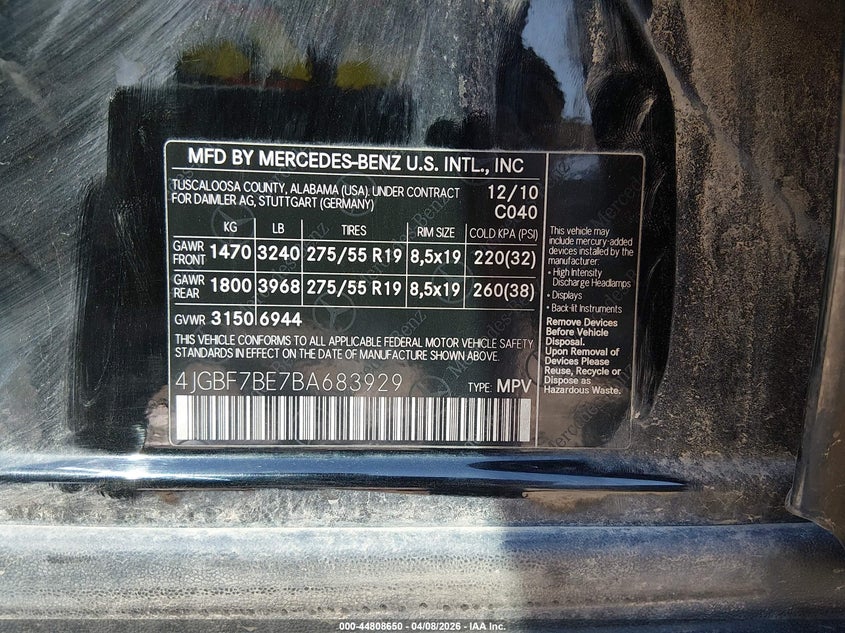 MFD BY MERCEDES-BENZ U.S. INTL., INC
TUSCALOOSA COUNTY, ALABAMA (USA). UNDER CONTRACT
FOR DAIMLER AG, STUTTGART (GERMANY)
12/10
C040
KG LB TIRES RIM SIZE COLD KPA (PSI)
GAWR FRONT 1470 3240 275/55 R19 8,5x19 220(32)
GAWR REAR 1800 3968 275/55 R19 8,5x19 260(38)
GVWR 3150 6944
THIS VEHICLE CONFORMS TO ALL APPLICABLE FEDERAL MOTOR VEHICLE SAFETY
STANDARDS IN EFFECT ON THE DATE OF MANUFACTURE SHOWN ABOVE.
4JGBF7BE7BA683929
TYPE: MPV
This vehicle may
include mercury-added
devices installed by the
manufacturer:
• High Intensity
Discharge Headlamps
• Displays
• Back-lit Instruments
Remove Devices
Before Vehicle
Disposal.
Upon Removal of
Devices Please
Reuse, Recycle or
Dispose as
Hazardous Waste.
000-44808650 - 04/08/2026 - IAA Inc.